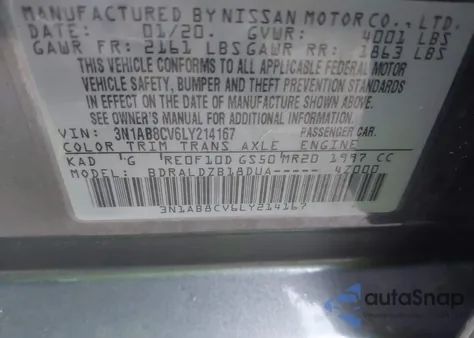 MANUFACTURED BY NISSAN MOTOR CO., LTD.
DATE: 01/20. GVWR: 4001 LBS
GAWR FR: 2161 LBS GAWR RR: 1863 LBS
THIS VEHICLE CONFORMS TO ALL APPLICABLE FEDERAL MOTOR
VEHICLE SAFETY, BUMPER AND THEFT PREVENTION STANDARDS
IN EFFECT ON THE DATE OF MANUFACTURE SHOWN ABOVE.
SEE OWNER'S MANUAL FOR ADDITIONAL INFORMATION.
VIN: 3N1AB8CV6LY214167 PASSENGER CAR.
COLOR TRIM TRANS AXLE ENGINE
KAD 'G RE0F10D GS50 MR20 1997 CC
MODEL: BDRALDZB18DUA----- 4Z000
3N1AB8CV6LY214167
autoSnap
Powered by